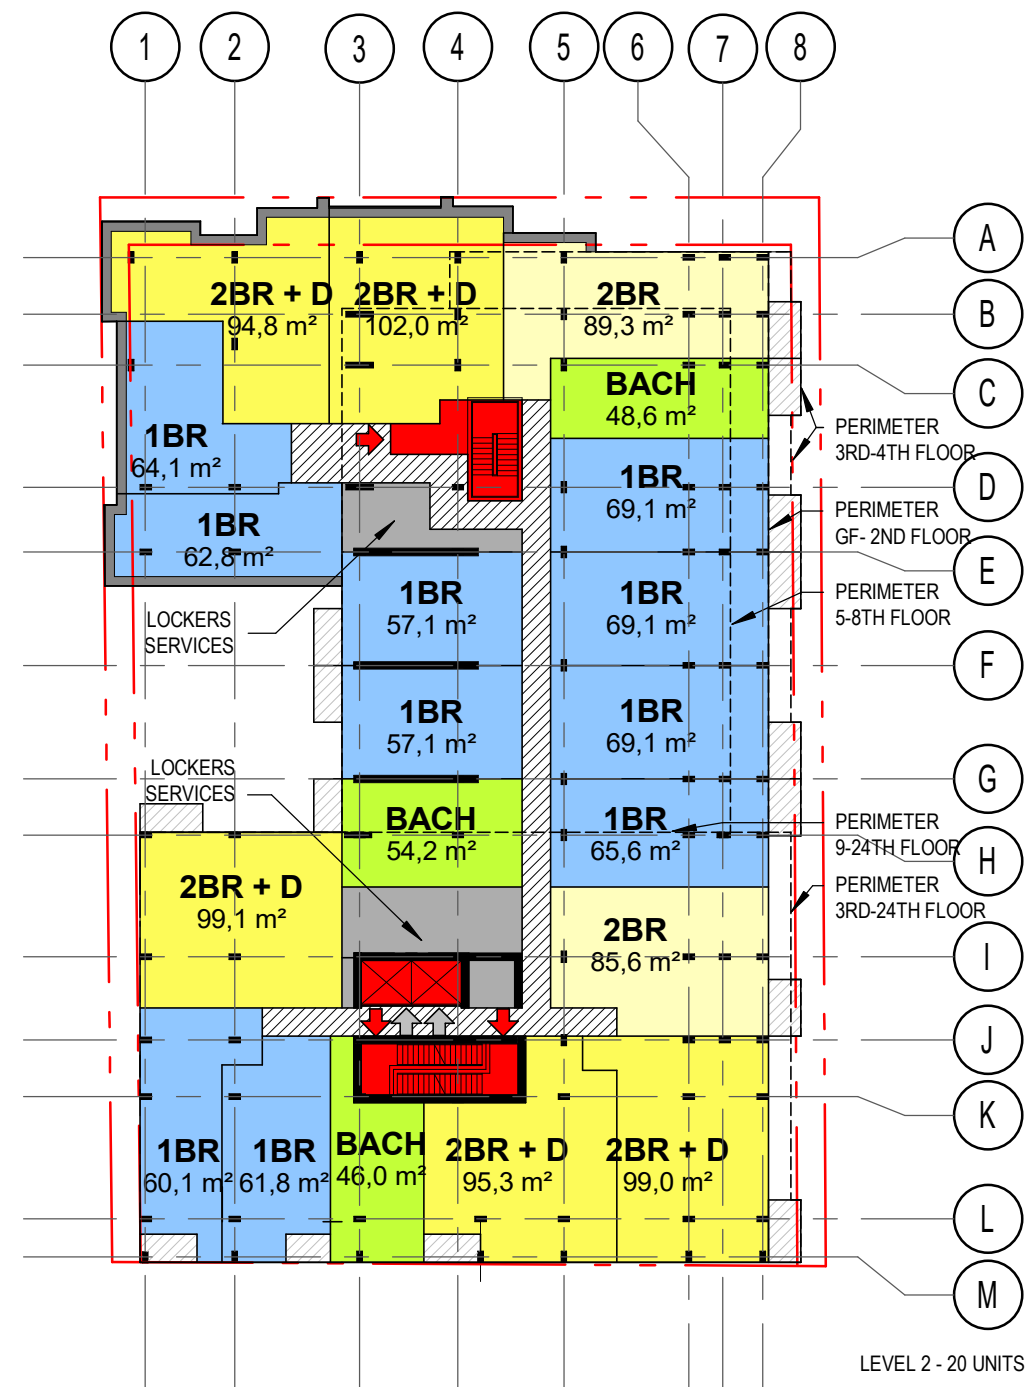 1 2 3 4 5 6 7 8
A
2BR + D 2BR + D 2BR
94,8 m² 102,0 m² 89,3 m²
B
BACH
48,6 m²
C
PERIMETER
3RD-4TH FLOOR
1BR
64,1 m²
1BR
69,1 m²
D
PERIMETER
GF- 2ND FLOOR
1BR
62,8 m²
E
1BR
57,1 m²
1BR
69,1 m²
PERIMETER
5-8TH FLOOR
LOCKERS
SERVICES
F
1BR
57,1 m²
1BR
69,1 m²
LOCKERS
SERVICES
G
BACH
54,2 m²
1BR
65,6 m²
PERIMETER
9-24TH FLOOR
H
2BR + D
99,1 m²
PERIMETER
3RD-24TH FLOOR
2BR
85,6 m²
I
J
K
1BR
60,1 m²
1BR
61,8 m²
BACH
46,0 m²
2BR + D
95,3 m²
2BR + D
99,0 m²
L
M
LEVEL 2 - 20 UNITS